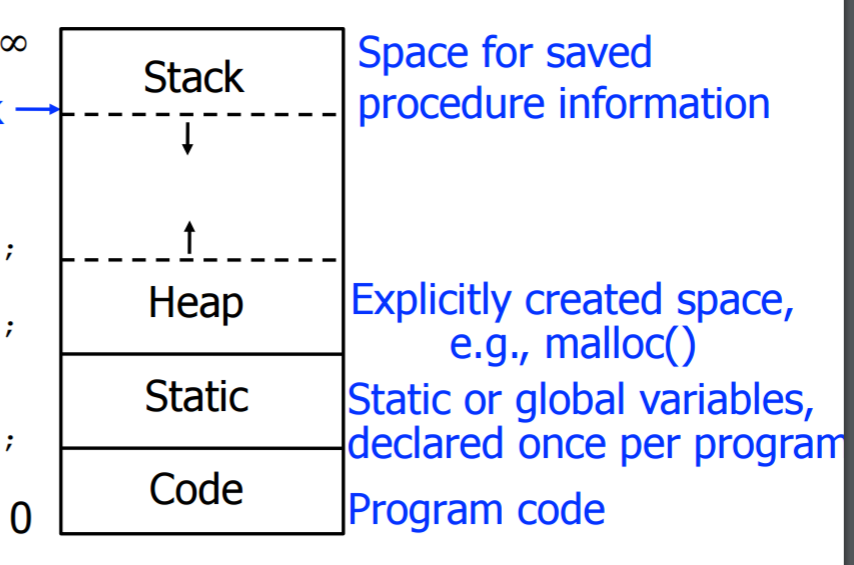 ∞
Stack
Space for saved
procedure information
;
Heap
Explicitly created space,
e.g., malloc()
;
Static
Static or global variables,
declared once per program
;
Code
Program code
0